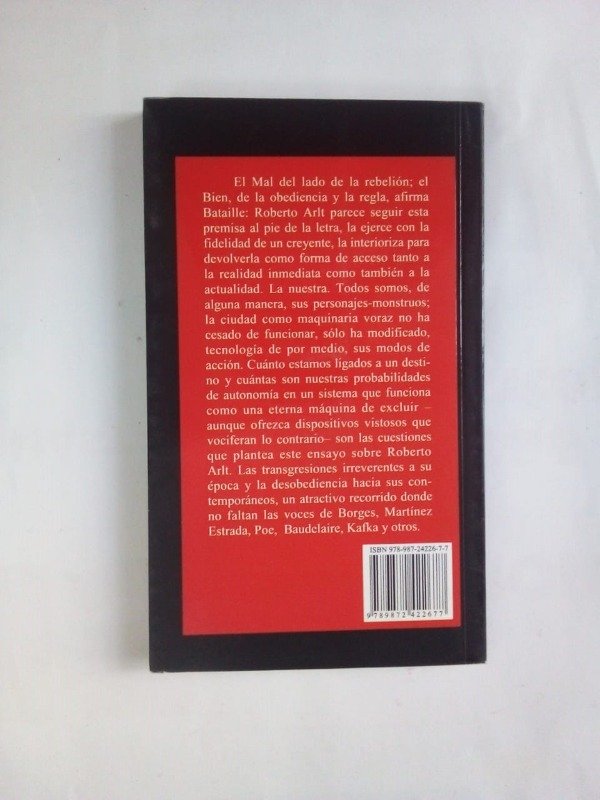 El Mal del lado de la rebelión; el
Bien, de la obediencia y la regla, afirma
Bataille: Roberto Arlt parece seguir esta
premisa al pie de la letra, la ejerce con la
fidelidad de un creyente, la interioriza para
devolverla como forma de acceso tanto a
la realidad inmediata como también a la
actualidad. La nuestra. Todos somos, de
alguna manera, sus personajes-monstruos;
la ciudad como maquinaria voraz no ha
cesado de funcionar, sólo ha modificado,
tecnología de por medio, sus modos de
acción. Cuánto estamos ligados a un desti-
no y cuántas son nuestras probabilidades
de autonomía en un sistema que funciona
como una eterna máquina de excluir –
aunque ofrezca dispositivos vistosos que
vociferan lo contrario– son las cuestiones
que plantea este ensayo sobre Roberto
Arlt. Las transgresiones irreverentes a su
época y la desobediencia hacia sus con-
temporáneos, un atractivo recorrido donde
no faltan las voces de Borges, Martínez
Estrada, Poe, Baudelaire, Kafka y otros.
ISBN 978-987-24226-7-7
9 789872 422677